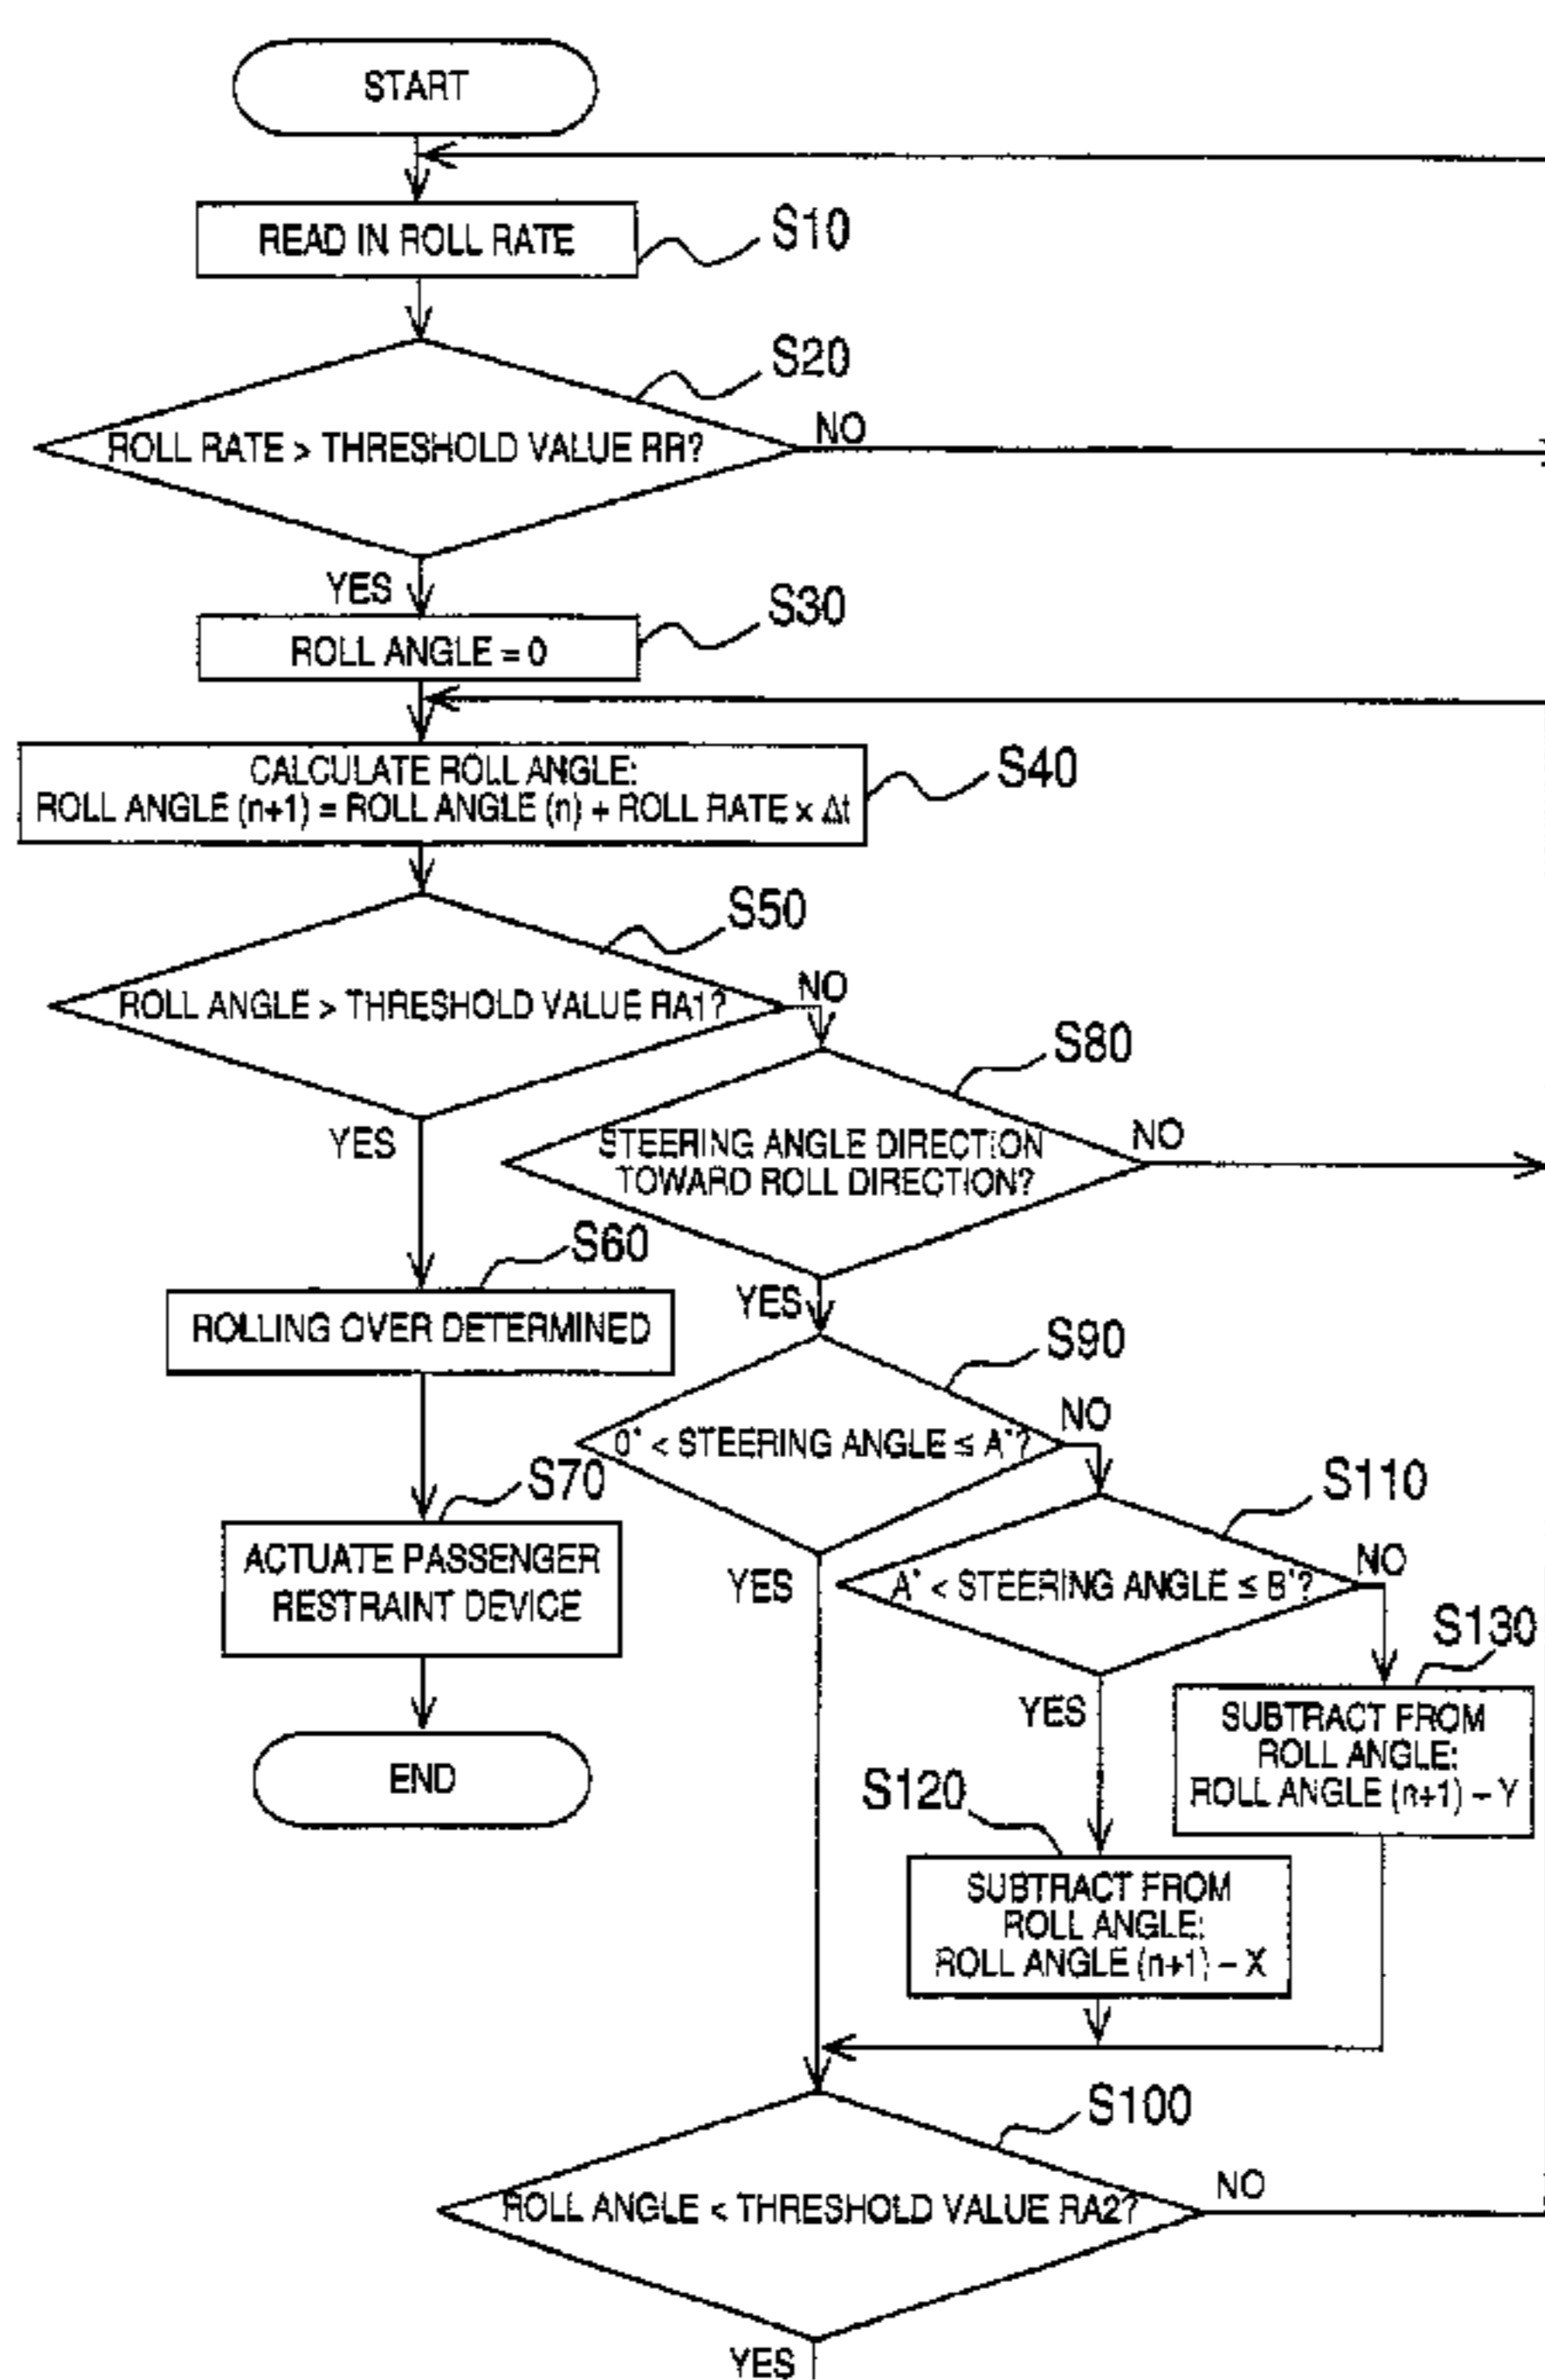 START
READ IN ROLL RATE
S10
S20
ROLL RATE > THRESHOLD VALUE RR?
NO
YES
S30
ROLL ANGLE = 0
CALCULATE ROLL ANGLE:
ROLL ANGLE (n+1) = ROLL ANGLE (n) + ROLL RATE × Δt
S40
S50
ROLL ANGLE > THRESHOLD VALUE RA1?
NO
YES
S80
STEERING ANGLE DIRECTION
TOWARD ROLL DIRECTION?
NO
YES
S60
ROLLING OVER DETERMINED
S90
0° < STEERING ANGLE ≤ A°?
NO
YES
S70
ACTUATE PASSENGER
RESTRAINT DEVICE
END
S110
A° < STEERING ANGLE ≤ B°?
NO
YES
S130
SUBTRACT FROM
ROLL ANGLE:
ROLL ANGLE (n+1) – Y
S120
SUBTRACT FROM
ROLL ANGLE:
ROLL ANGLE (n+1) – X
S100
ROLL ANGLE < THRESHOLD VALUE RA2?
NO
YES